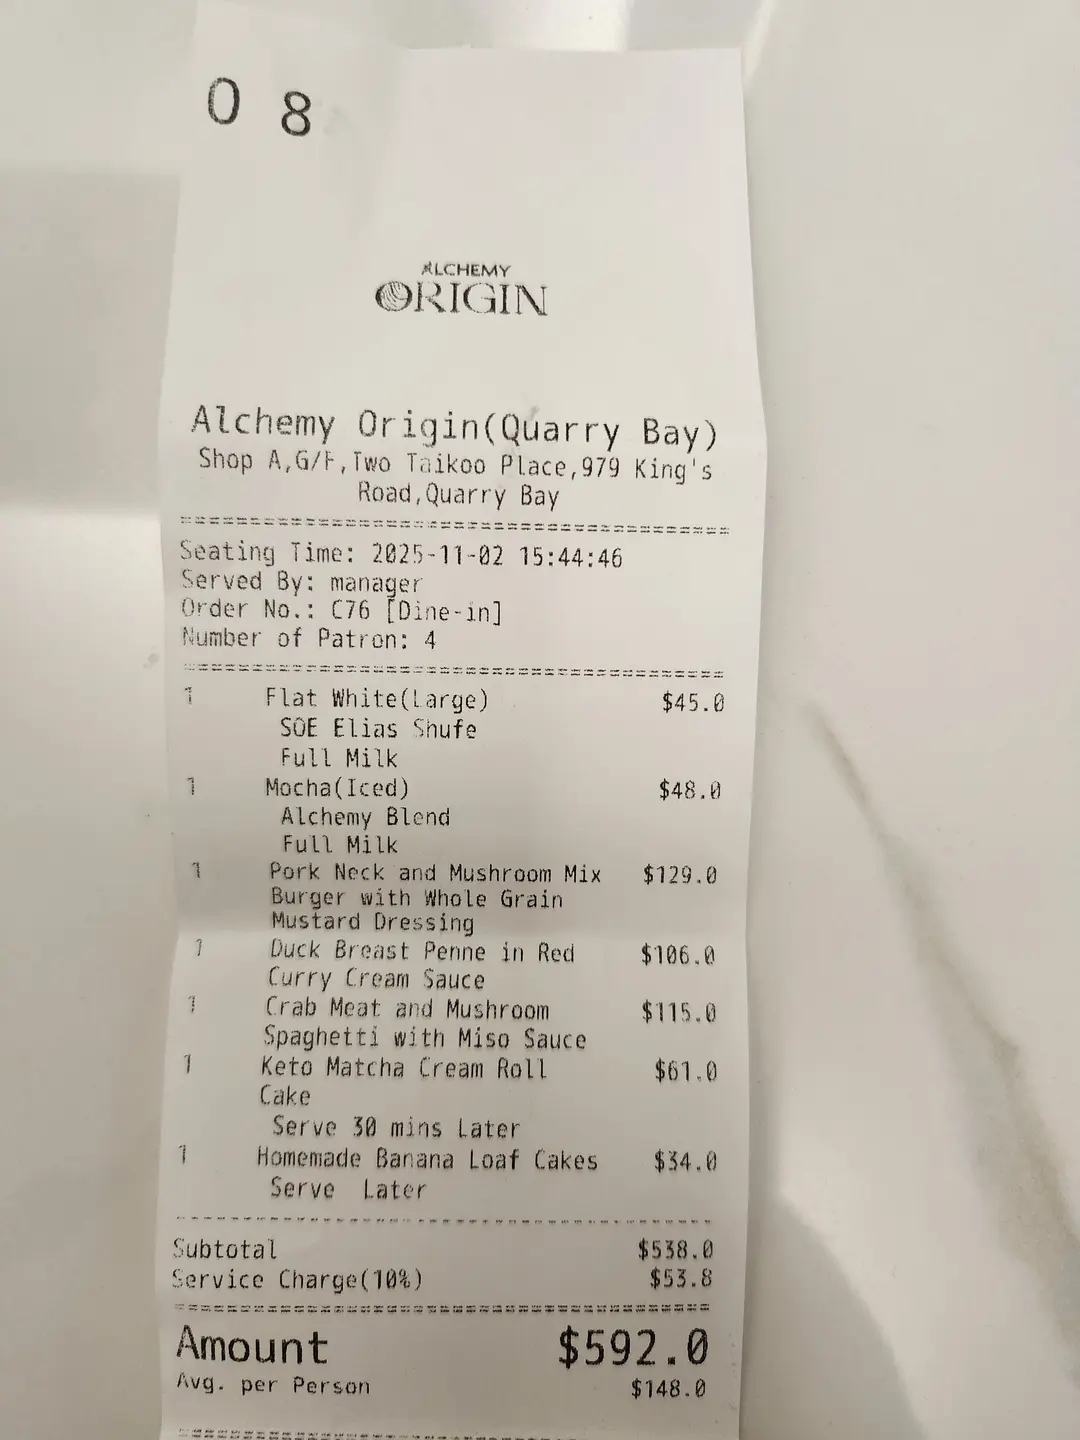 0 8
ALCHEMY
ORIGIN
Alchemy Origin(Quarry Bay)
Shop A,G/F,Two Taikoo Place,979 King's
Road,Quarry Bay
Seating Time: 2025-11-02 15:44:46
Served By: manager
Order No.: C76 [Dine-in]
Number of Patron: 4
1 Flat White(Large) $45.0
SOE Elias Shufe
Full Milk
1 Mocha(Iced) $48.0
Alchemy Blend
Full Milk
1 Pork Neck and Mushroom Mix $129.0
Burger with Whole Grain
Mustard Dressing
1 Duck Breast Penne in Red $106.0
Curry Cream Sauce
1 Crab Meat and Mushroom $115.0
Spaghetti with Miso Sauce
1 Keto Matcha Cream Roll $61.0
Cake
Serve 30 mins Later
1 Homemade Banana Loaf Cakes $34.0
Serve Later
Subtotal $538.0
Service Charge(10%) $53.8
Amount $592.0
Avg. per Person $148.0